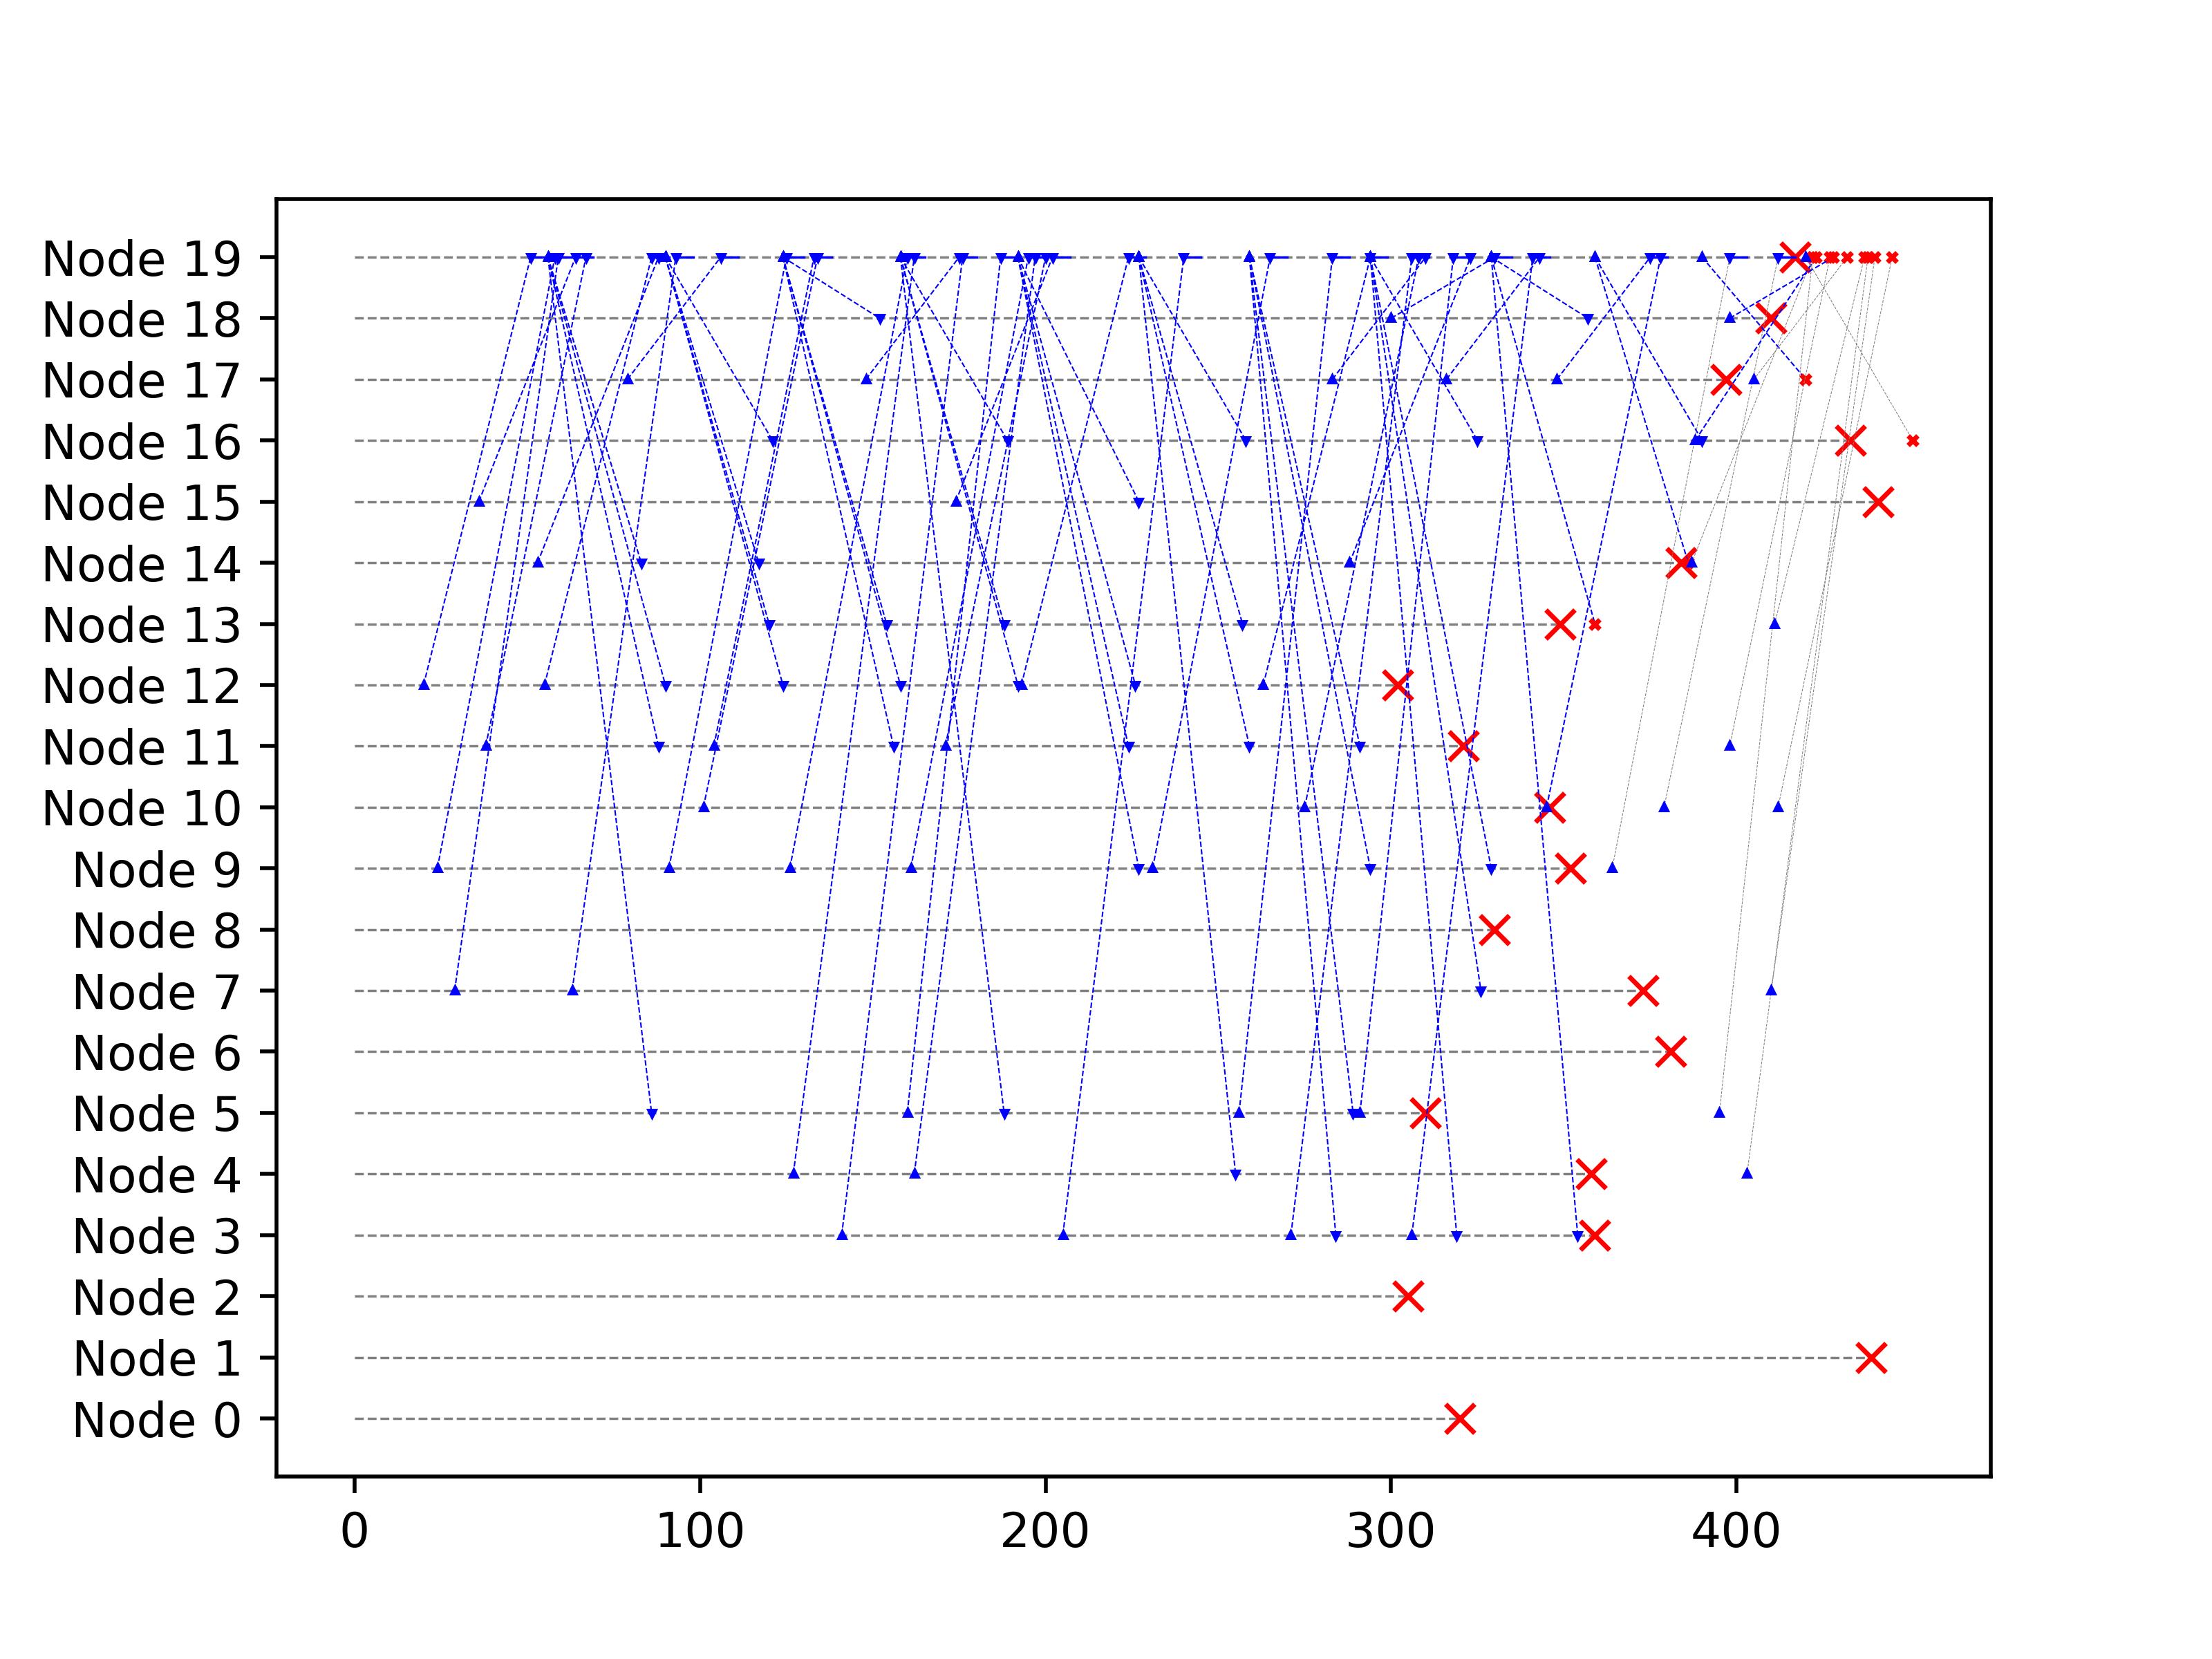 Node 19
Node 18
Node 17
Node 16
Node 15
Node 14
Node 13
Node 12
Node 11
Node 10
Node 9
Node 8
Node 7
Node 6
Node 5
Node 4
Node 3
Node 2
Node 1
Node 0
0 100 200 300 400